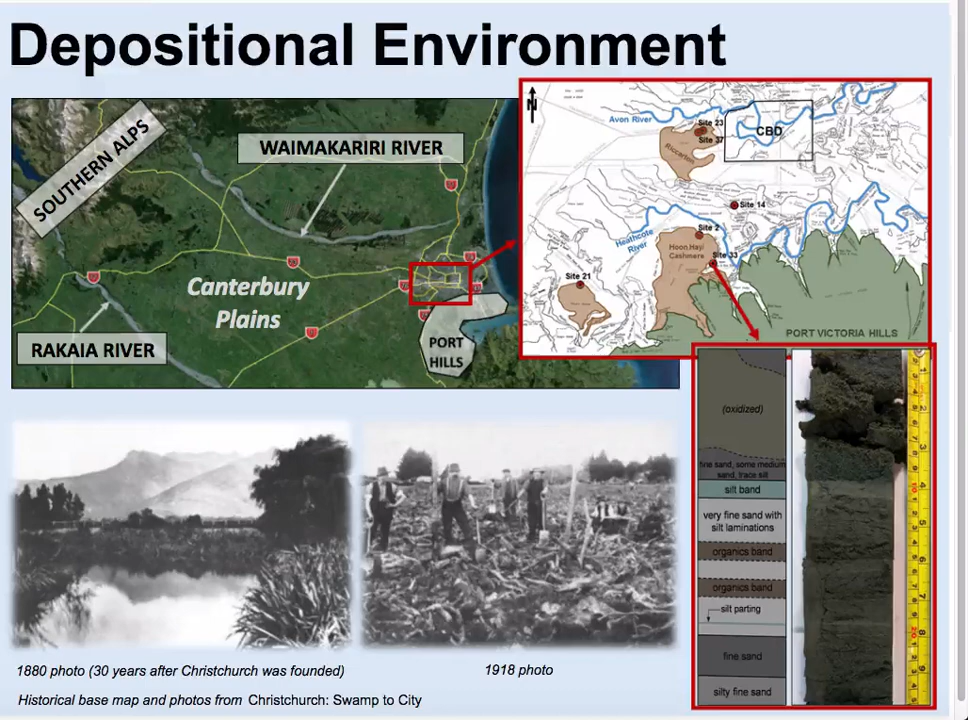 Depositional Environment
SOUTHERN ALPS
WAIMAKARIRI RIVER
Canterbury
Plains
RAKAIA RIVER
PORT
HILLS
N
Avon River
Site 23
Site 37
CBD
Riccarton
Site 14
Heathcote
River
Site 2
Hoon Hay/
Cashmere
Site 33
Site 21
PORT VICTORIA HILLS
(oxidized)
fine sand, some medium
sand, trace silt
silt band
very fine sand with
silt laminations
organics band
organics band
silt parting
fine sand
silty fine sand
1880 photo (30 years after Christchurch was founded)
1918 photo
Historical base map and photos from Christchurch: Swamp to City